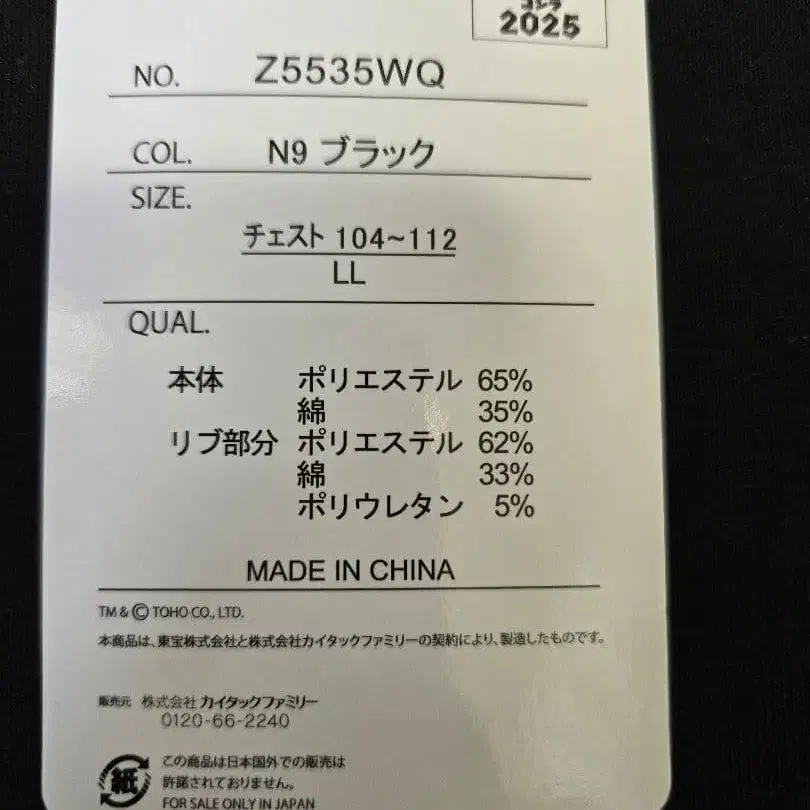 ゴジラ
2025
NO. Z5535WQ
COL. N9 ブラック
SIZE.
チェスト 104~112
LL
QUAL.
本体 ポリエステル 65%
綿 35%
リブ部分 ポリエステル 62%
綿 33%
ポリウレタン 5%
MADE IN CHINA
TM & © TOHO CO., LTD.
本商品は、東宝株式会社と株式会社カイタックファミリーの契約により、製造したものです。
販売元 株式会社 カイタックファミリー
0120-66-2240
紙
この商品は日本国外での販売は
許諾されておりません。
FOR SALE ONLY IN JAPAN